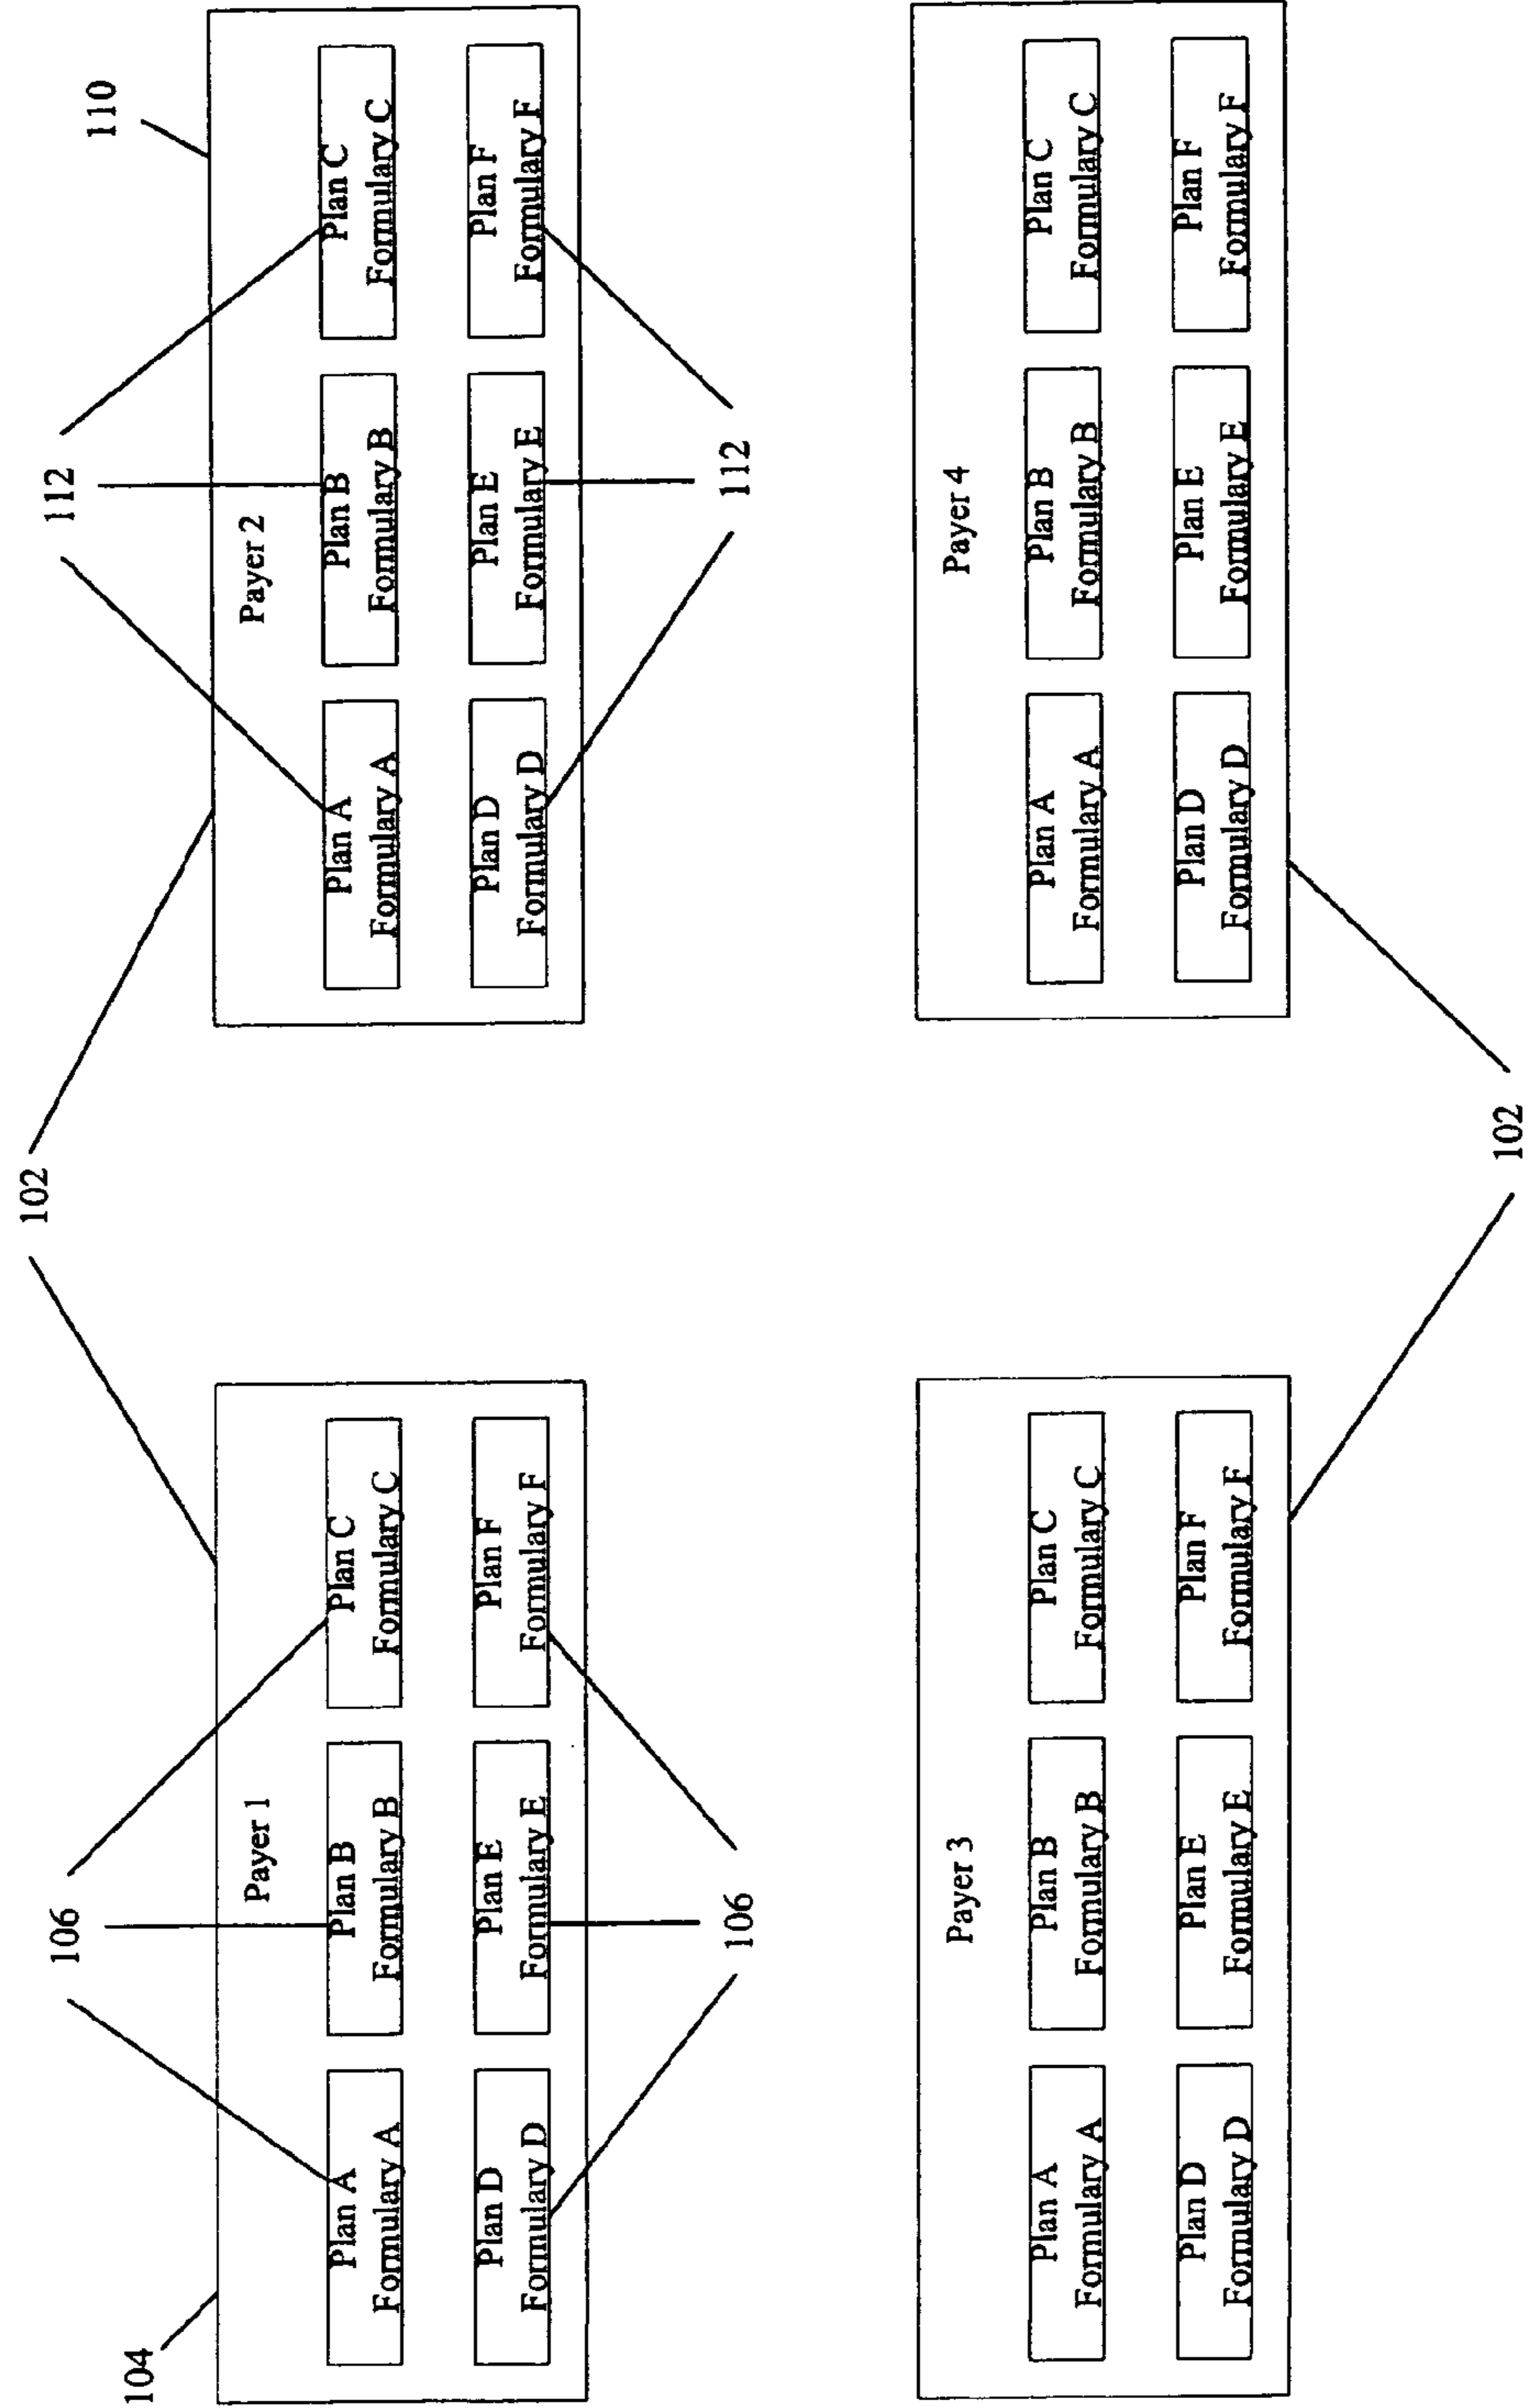 102
106
112
104
110
Payer 1
Plan A
Formulary A
Plan B
Formulary B
Plan C
Formulary C
Plan D
Formulary D
Plan E
Formulary E
Plan F
Formulary F
106
Payer 2
Plan A
Formulary A
Plan B
Formulary B
Plan C
Formulary C
Plan D
Formulary D
Plan E
Formulary E
Plan F
Formulary F
112
Payer 3
Plan A
Formulary A
Plan B
Formulary B
Plan C
Formulary C
Plan D
Formulary D
Plan E
Formulary E
Plan F
Formulary F
Payer 4
Plan A
Formulary A
Plan B
Formulary B
Plan C
Formulary C
Plan D
Formulary D
Plan E
Formulary E
Plan F
Formulary F
102